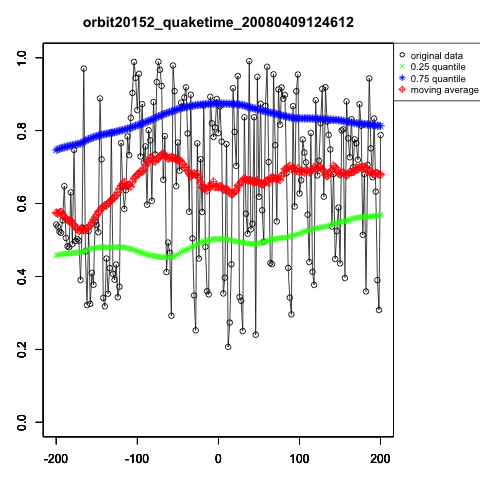 orbit20152_quaketime_20080409124612
original data
0.25 quantile
0.75 quantile
moving average
1.0
0.8
0.6
0.4
0.2
0.0
-200 -100 0 100 200